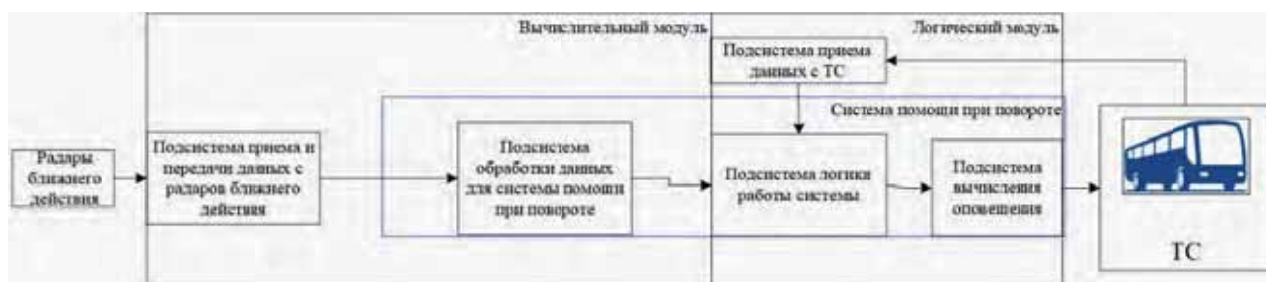 Вычислительный модуль
Логический модуль
Подсистема приема
данных с ТС
Система помощи при повороте
Радары
ближнего
действия
Подсистема приема и
передачи данных с
радаров ближнего
действия
Подсистема
обработки данных
для системы помощи
при повороте
Подсистема логики
работы системы
Подсистема
вычисления
оповещения
ТС